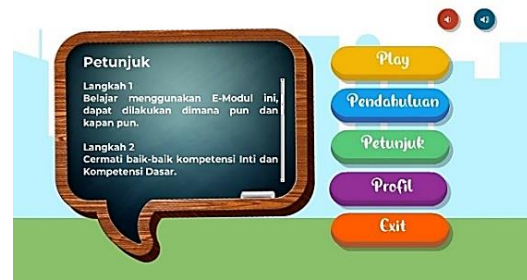 Petunjuk
Langkah 1
Belajar menggunakan E-Modul ini,
dapat dilakukan dimana pun dan
kapan pun.
Langkah 2
Cermati baik-baik kompetensi Inti dan
Kompetensi Dasar.
Play
Pendahuluan
Petunjuk
Profil
Exit